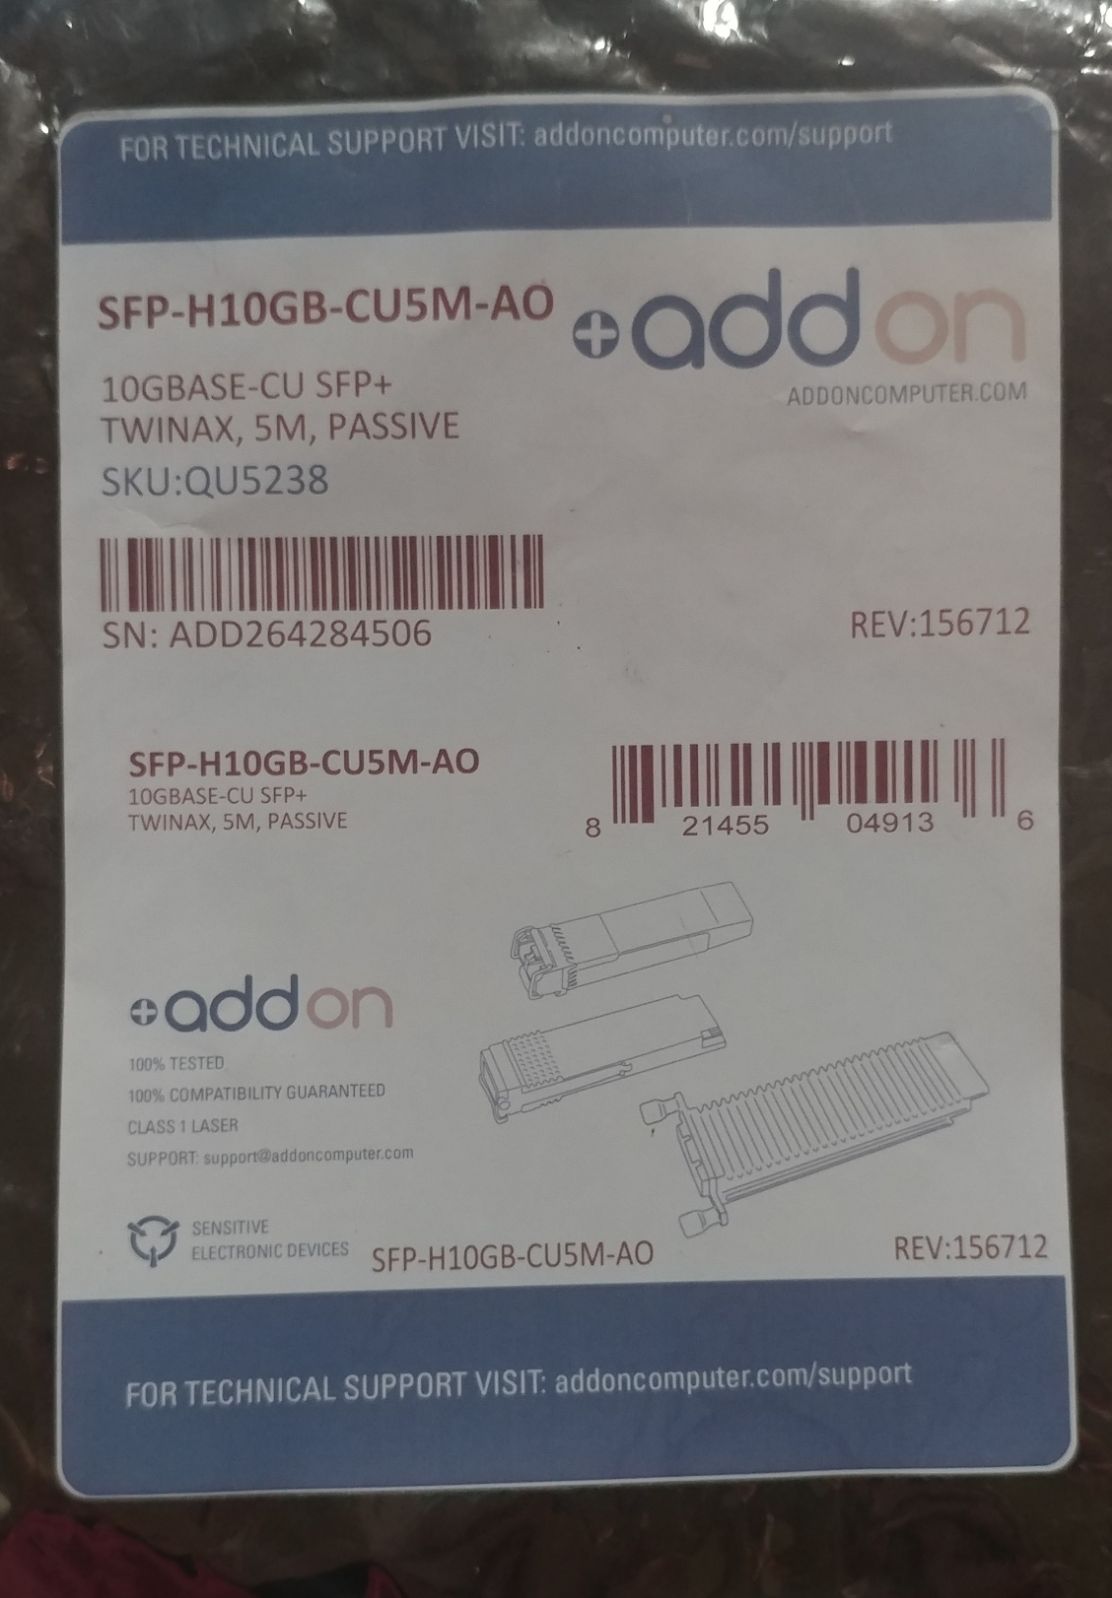 FOR TECHNICAL SUPPORT VISIT: addoncomputer.com/support
SFP-H10GB-CU5M-AO
addon
ADDONCOMPUTER.COM
10GBASE-CU SFP+
TWINAX, 5M, PASSIVE
SKU:QU5238
SN: ADD264284506
REV:156712
SFP-H10GB-CU5M-AO
10GBASE-CU SFP+
TWINAX, 5M, PASSIVE
8 21455 04913 6
addon
100% TESTED
100% COMPATIBILITY GUARANTEED
CLASS 1 LASER
SUPPORT: support@addoncomputer.com
SENSITIVE
ELECTRONIC DEVICES
SFP-H10GB-CU5M-AO
REV:156712
FOR TECHNICAL SUPPORT VISIT: addoncomputer.com/support